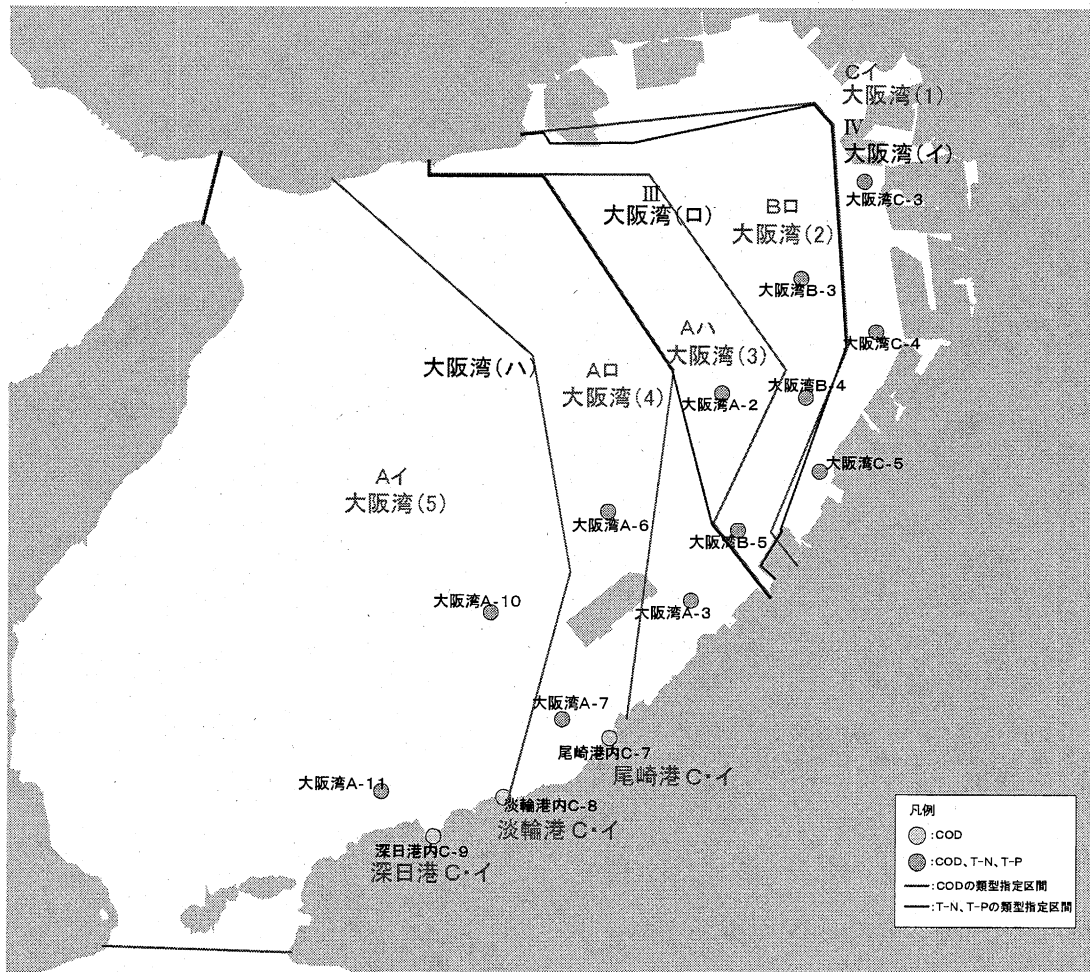 Cイ
大阪湾(1)
Ⅳ
大阪湾(イ)
大阪湾C-3
Ⅲ
大阪湾(ロ)
Bロ
大阪湾(2)
大阪湾B-3
Aハ
大阪湾(3)
大阪湾C-4
大阪湾(ハ)
Aロ
大阪湾(4)
大阪湾A-2
大阪湾B-4
Aイ
大阪湾(5)
大阪湾C-5
大阪湾A-6
大阪湾B-5
大阪湾A-10
大阪湾A-3
大阪湾A-7
尾崎港内C-7
尾崎港C・イ
大阪湾A-11
淡輪港内C-8
淡輪港C・イ
深日港内C-9
深日港C・イ
凡例
:COD
:COD、T-N、T-P
:CODの類型指定区間
:T-N、T-Pの類型指定区間